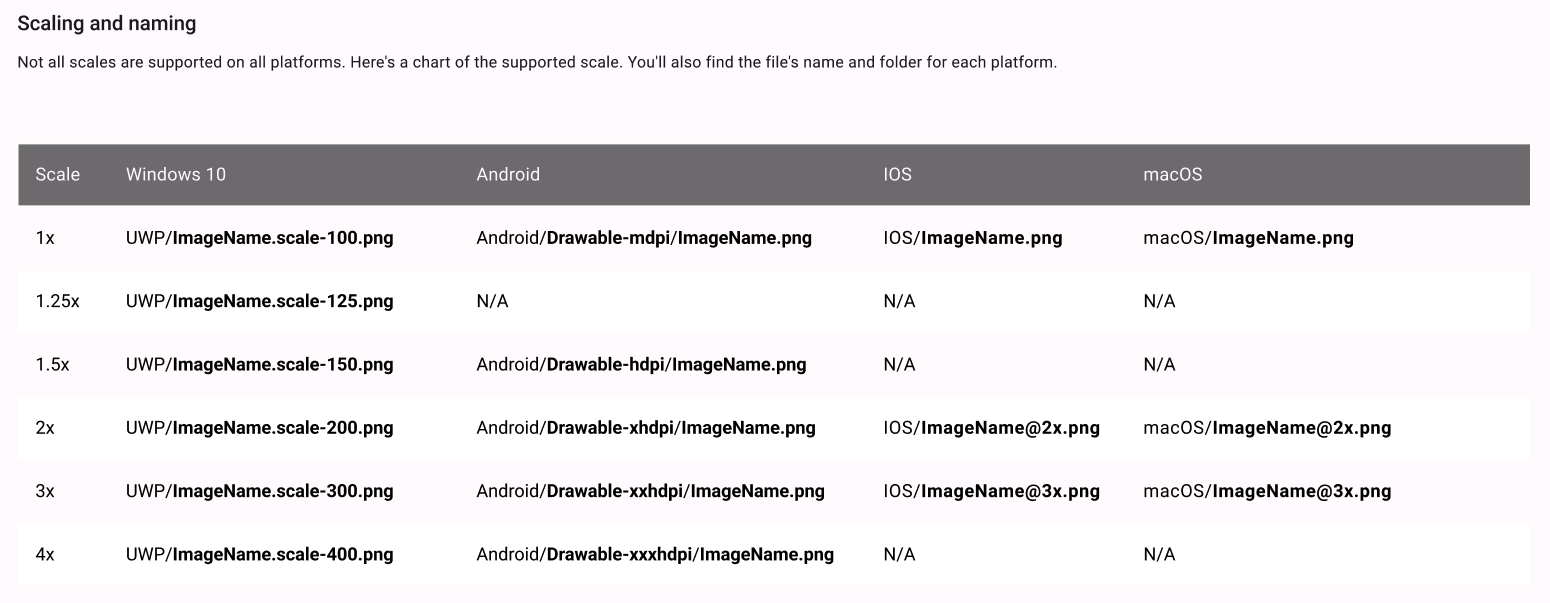 Scaling and naming
Not all scales are supported on all platforms. Here's a chart of the supported scale. You'll also find the file's name and folder for each platform.
Scale Windows 10 Android IOS macOS
1x UWP/ImageName.scale-100.png Android/Drawable-mdpi/ImageName.png IOS/ImageName.png macOS/ImageName.png
1.25x UWP/ImageName.scale-125.png N/A N/A N/A
1.5x UWP/ImageName.scale-150.png Android/Drawable-hdpi/ImageName.png N/A N/A
2x UWP/ImageName.scale-200.png Android/Drawable-xhdpi/ImageName.png IOS/ImageName@2x.png macOS/ImageName@2x.png
3x UWP/ImageName.scale-300.png Android/Drawable-xxhdpi/ImageName.png IOS/ImageName@3x.png macOS/ImageName@3x.png
4x UWP/ImageName.scale-400.png Android/Drawable-xxxhdpi/ImageName.png N/A N/A